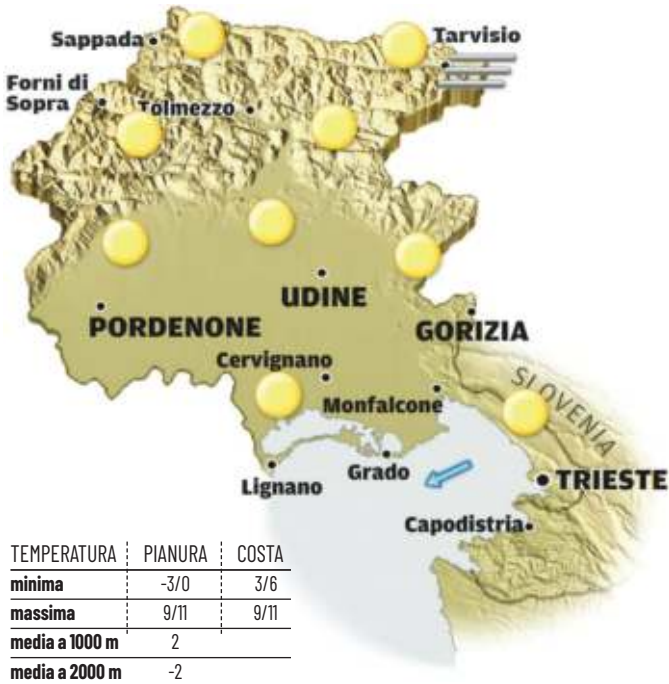 Sappada
Tarvisio
Forni di
Sopra
Tolmezzo
UDINE
PORDENONE
GORIZIA
Cervignano
SLOVENIA
Monfalcone
Grado
Lignano
TRIESTE
Capodistria
TEMPERATURA PIANURA COSTA
minima -3/0 3/6
massima 9/11 9/11
media a 1000 m 2
media a 2000 m -2